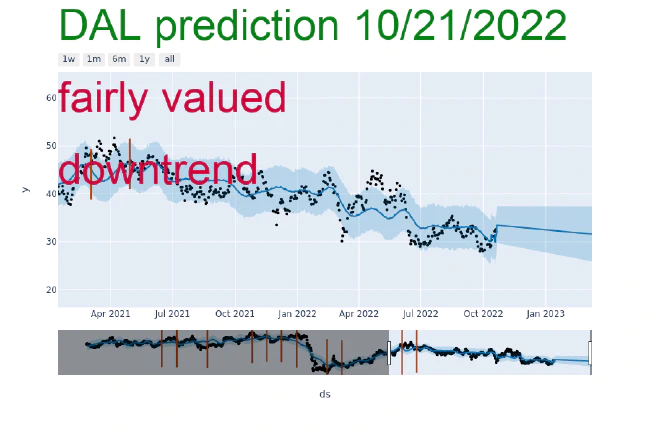 DAL prediction 10/21/2022
1w 1m 6m 1y all
fairly valued
60
50
downtrend
40
y
30
20
Apr 2021 Jul 2021 Oct 2021 Jan 2022 Apr 2022 Jul 2022 Oct 2022 Jan 2023
ds